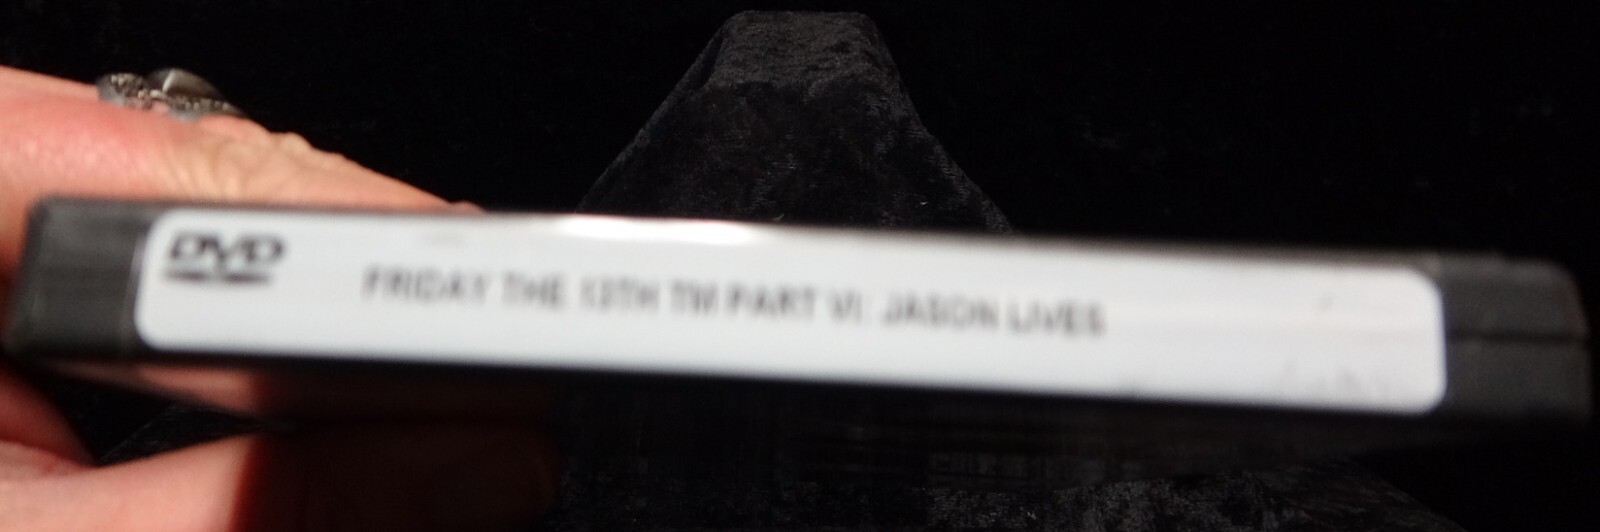 DVD
FRIDAY THE 13TH TM PART VI: JASON LIVES